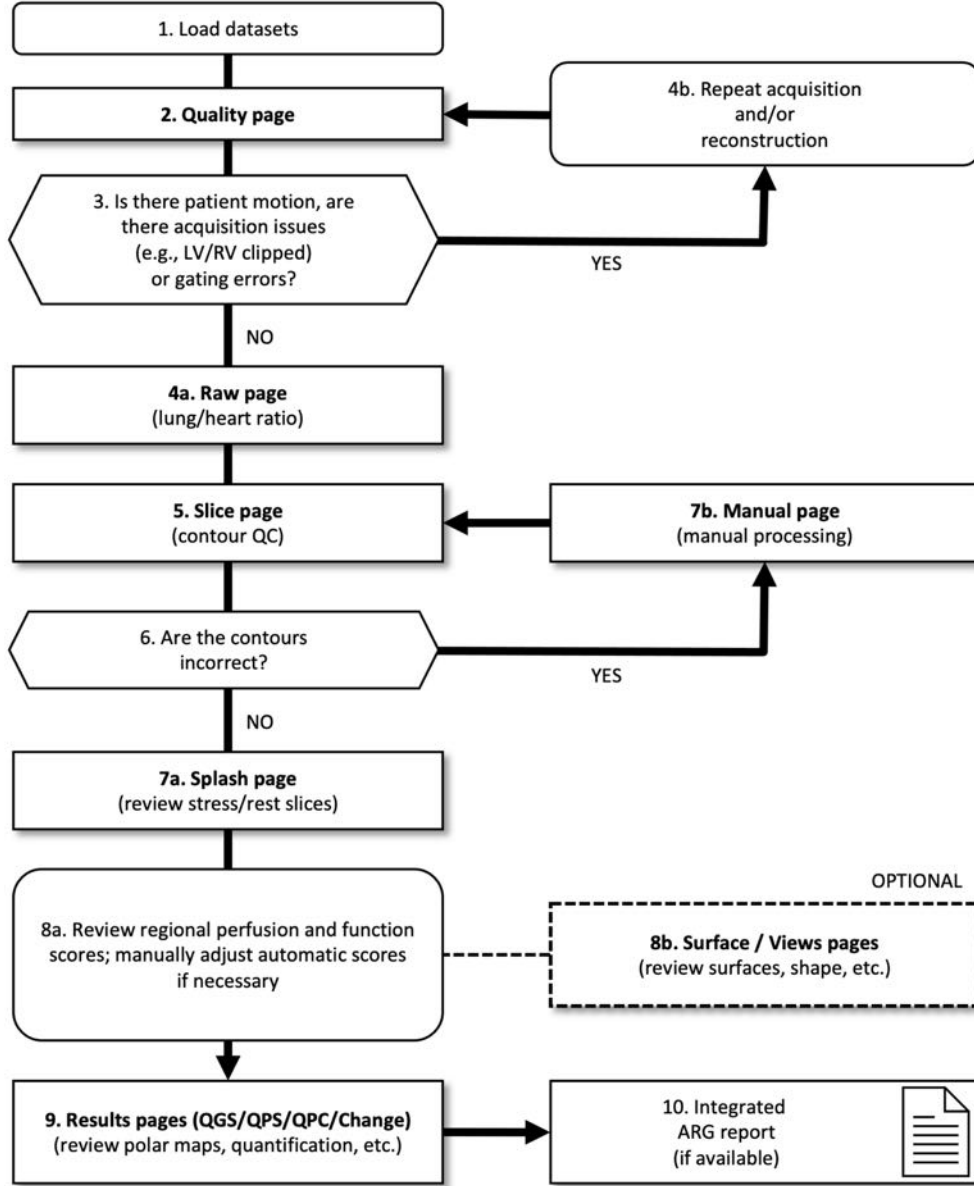 1. Load datasets
2. Quality page
4b. Repeat acquisition
and/or
reconstruction
3. Is there patient motion, are
there acquisition issues
(e.g., LV/RV clipped)
or gating errors?
YES
NO
4a. Raw page
(lung/heart ratio)
5. Slice page
(contour QC)
7b. Manual page
(manual processing)
6. Are the contours
incorrect?
YES
NO
7a. Splash page
(review stress/rest slices)
OPTIONAL
8a. Review regional perfusion and function
scores; manually adjust automatic scores
if necessary
8b. Surface / Views pages
(review surfaces, shape, etc.)
9. Results pages (QGS/QPS/QPC/Change)
(review polar maps, quantification, etc.)
10. Integrated
ARG report
(if available)